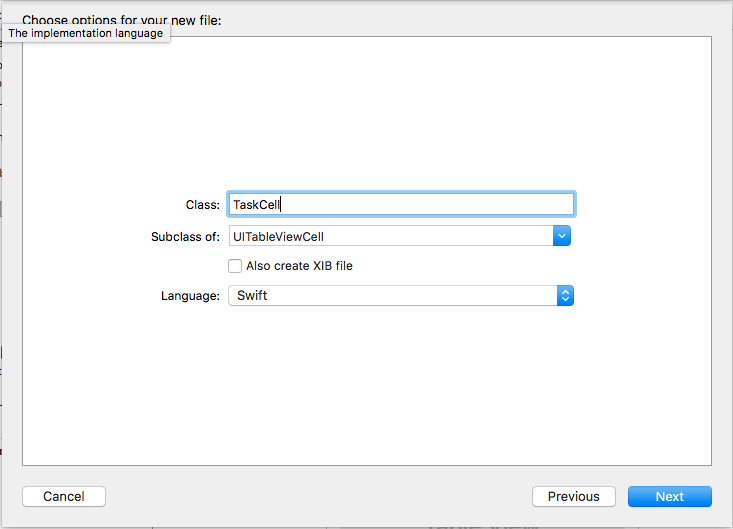 Choose options for your new file:
The implementation language
Class: TaskCell
Subclass of: UITableViewCell
Also create XIB file
Language: Swift
Cancel Previous Next